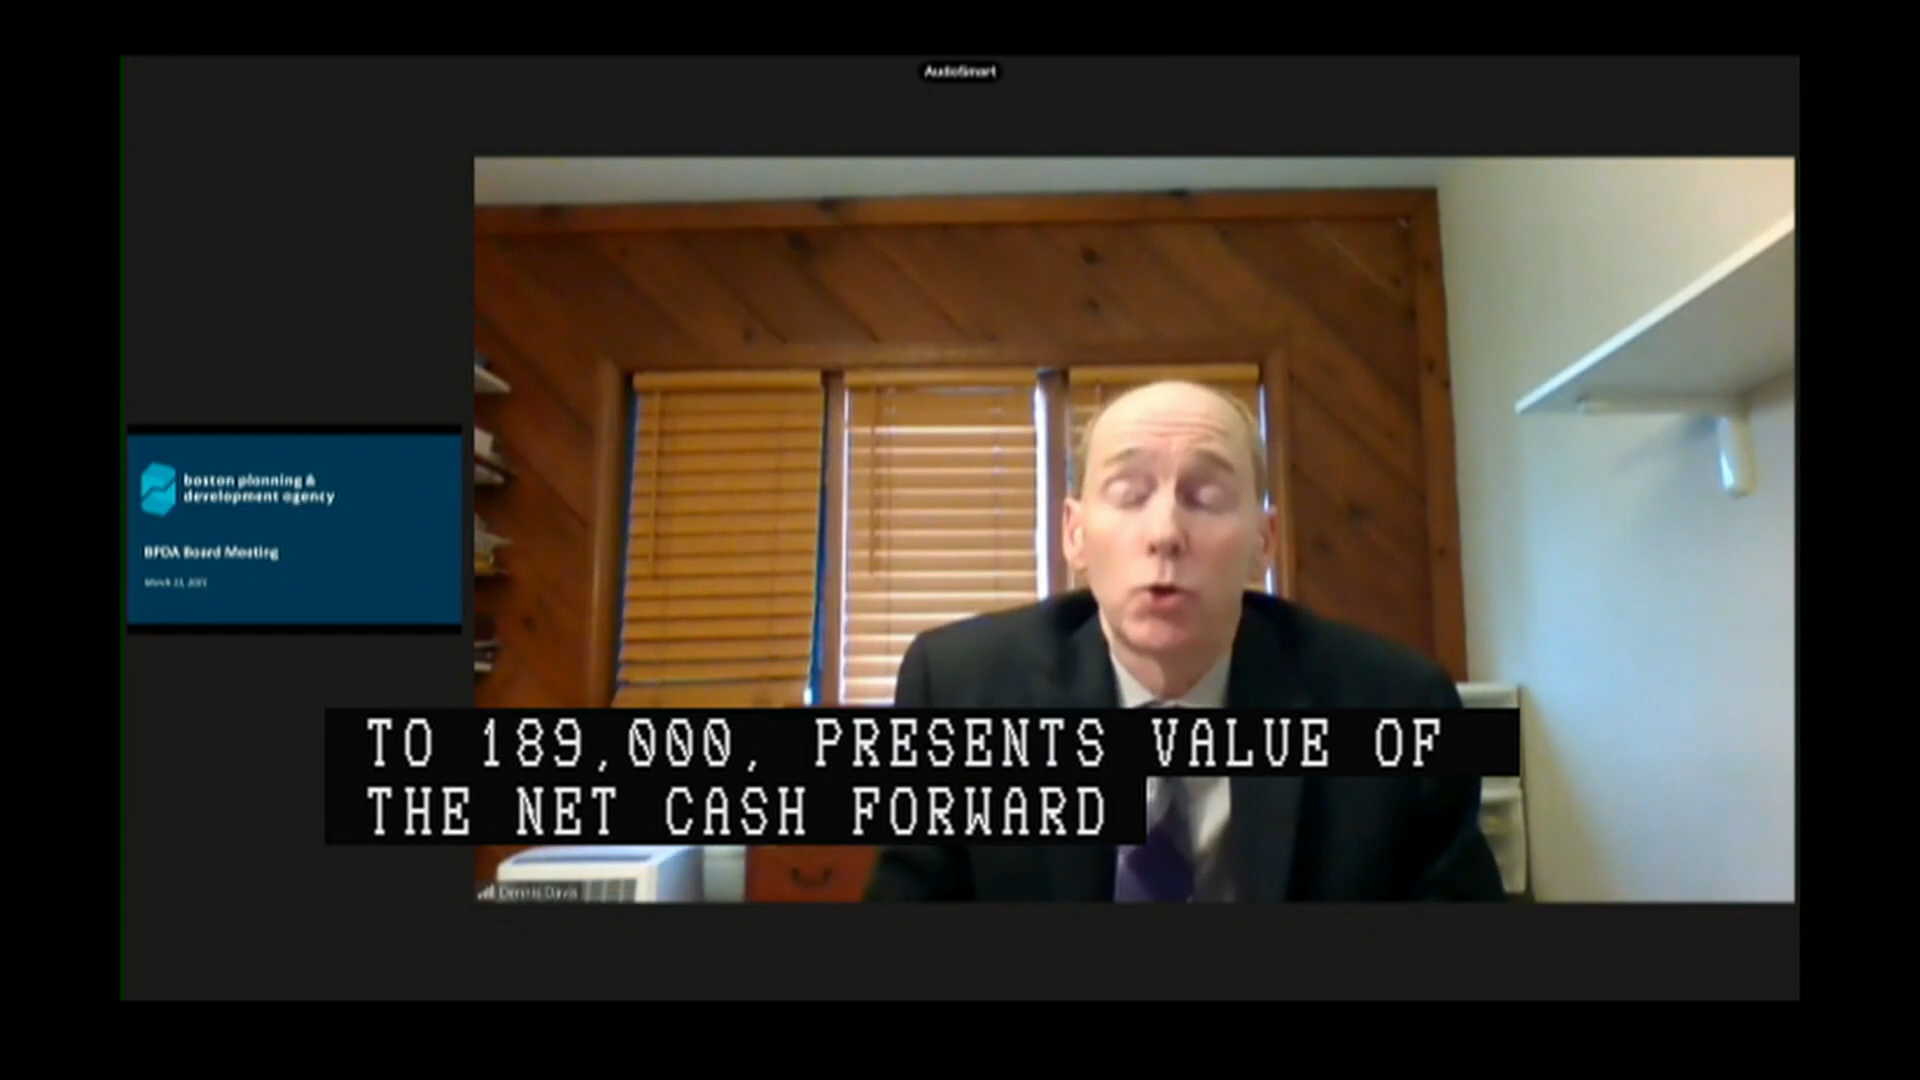 AudioSmart
boston planning &
development agency
BPDA Board Meeting
TO 189,000, PRESENTS VALUE OF
THE NET CASH FORWARD
Dennis Davis